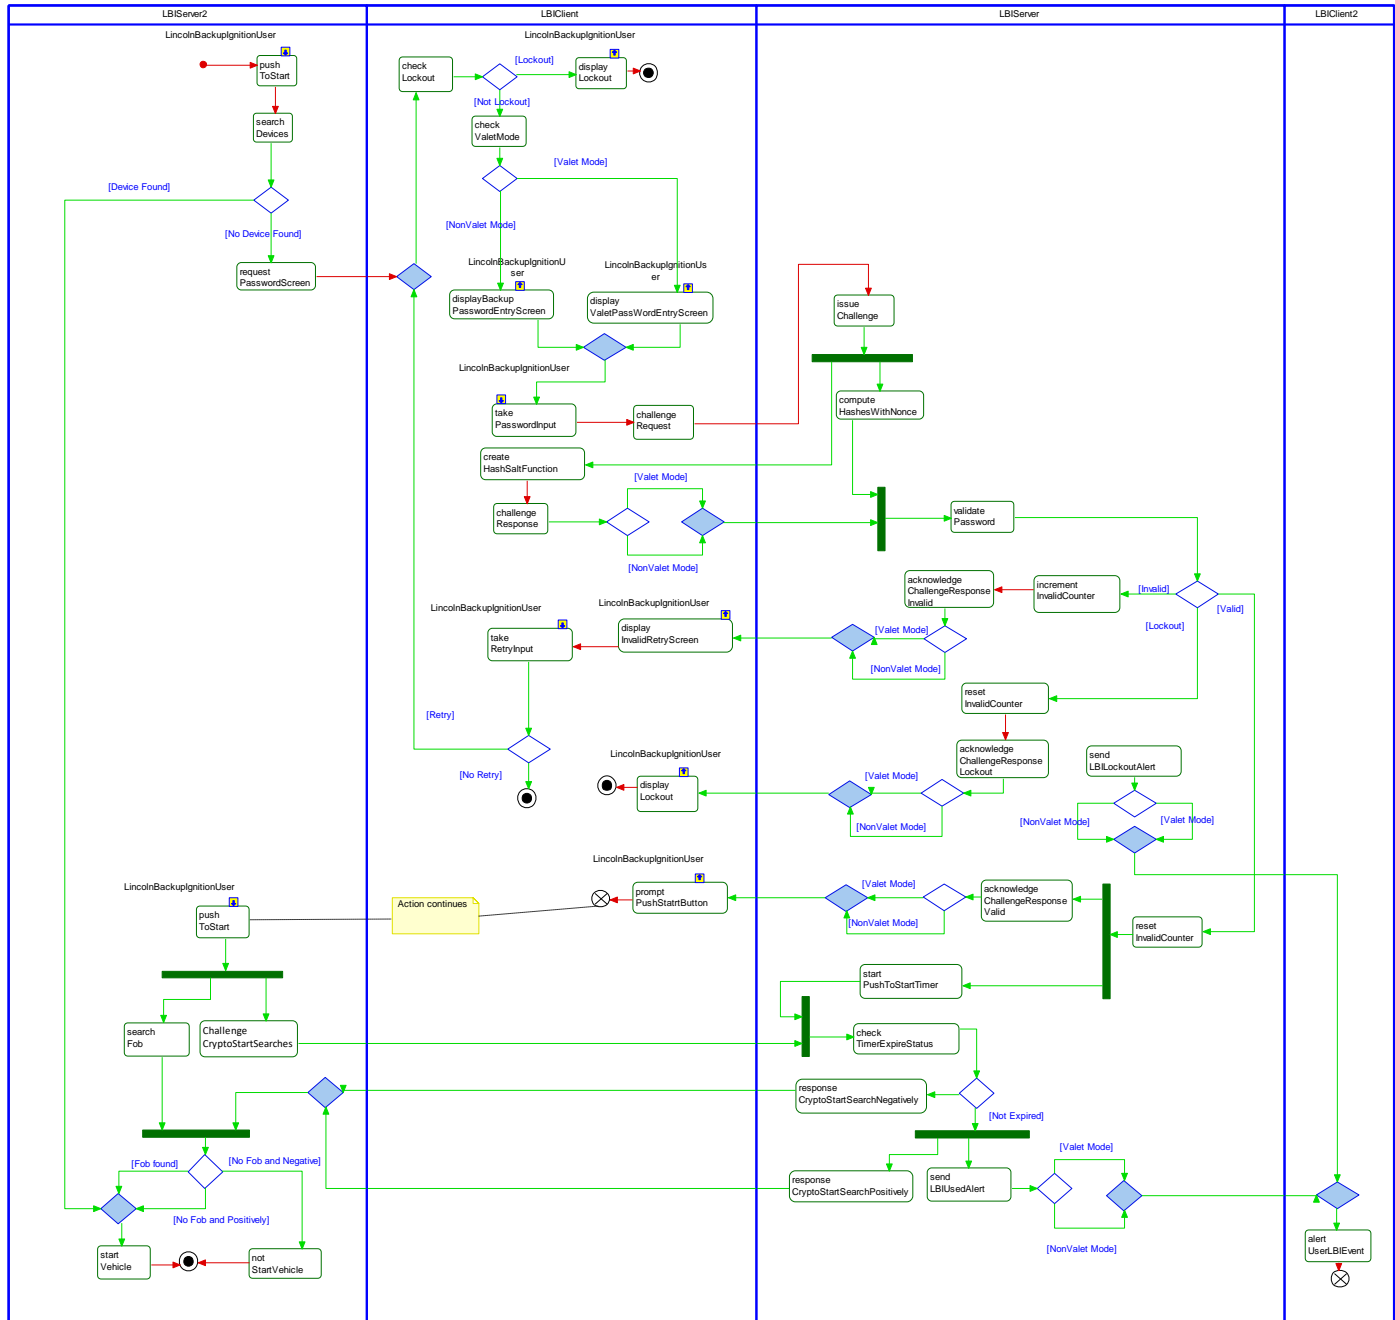 LBIServer2
LBIClient
LBIServer
LBIClient2
LincolnBackupIgnitionUser
push
ToStart
search
Devices
[Device Found]
[No Device Found]
request
PasswordScreen
LincolnBackupIgnitionUser
check
Lockout
[Lockout]
display
Lockout
[Not Lockout]
check
ValetMode
[Valet Mode]
[NonValet Mode]
LincolnBackupIgnitionU
ser
LincolnBackupIgnitionUs
er
displayBackup
PasswordEntryScreen
display
ValetPassWordEntryScreen
LincolnBackupIgnitionUser
take
PasswordInput
challenge
Request
issue
Challenge
compute
HashesWithNonce
create
HashSaltFunction
[Valet Mode]
challenge
Response
[NonValet Mode]
validate
Password
acknowledge
ChallengeResponse
Invalid
increment
InvalidCounter
[Invalid]
[Valid]
[Lockout]
LincolnBackupIgnitionUser
LincolnBackupIgnitionUser
take
RetryInput
display
InvalidRetryScreen
[Valet Mode]
[NonValet Mode]
reset
InvalidCounter
[Retry]
[No Retry]
LincolnBackupIgnitionUser
display
Lockout
acknowledge
ChallengeResponse
Lockout
[Valet Mode]
[NonValet Mode]
send
LBILockoutAlert
[NonValet Mode]
[Valet Mode]
LincolnBackupIgnitionUser
prompt
PushStatrtButton
[Valet Mode]
[NonValet Mode]
acknowledge
ChallengeResponse
Valid
reset
InvalidCounter
LincolnBackupIgnitionUser
push
ToStart
Action continues
start
PushToStartTimer
search
Fob
Challenge
CryptoStartSearches
check
TimerExpireStatus
response
CryptoStartSearchNegatively
[Not Expired]
[Fob found]
[No Fob and Negative]
[No Fob and Positively]
response
CryptoStartSearchPositively
send
LBIUsedAlert
[Valet Mode]
[NonValet Mode]
start
Vehicle
not
StartVehicle
alert
UserLBIEvent